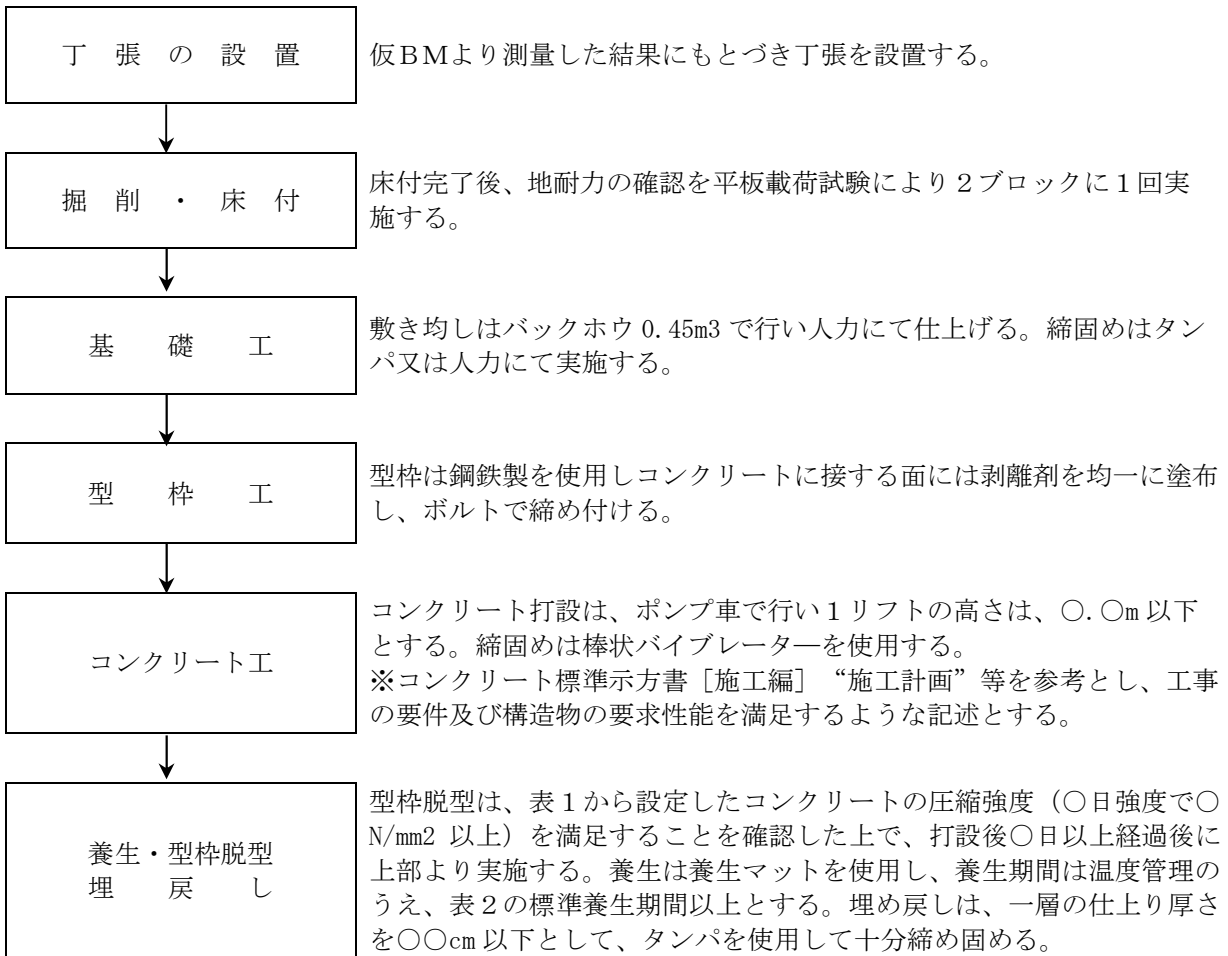 丁張の設置
仮BMより測量した結果にもとづき丁張を設置する。
掘削・床付
床付完了後、地耐力の確認を平板載荷試験により2ブロックに1回実
施する。
基礎工
敷き均しはバックホウ 0.45m3 で行い人力にて仕上げる。締固めはタン
パ又は人力にて実施する。
型枠工
型枠は鋼鉄製を使用しコンクリートに接する面には剥離剤を均一に塗布
し、ボルトで締め付ける。
コンクリート工
コンクリート打設は、ポンプ車で行い1リフトの高さは、○.○m 以下
とする。締固めは棒状バイブレータ―を使用する。
※コンクリート標準示方書[施工編]“施工計画”等を参考とし、工事
の要件及び構造物の要求性能を満足するような記述とする。
養生・型枠脱型
埋戻し
型枠脱型は、表1から設定したコンクリートの圧縮強度(○日強度で○
N/mm2 以上)を満足することを確認した上で、打設後○日以上経過後に
上部より実施する。養生は養生マットを使用し、養生期間は温度管理の
うえ、表2の標準養生期間以上とする。埋め戻しは、一層の仕上り厚さ
を○○cm 以下として、タンパを使用して十分締め固める。